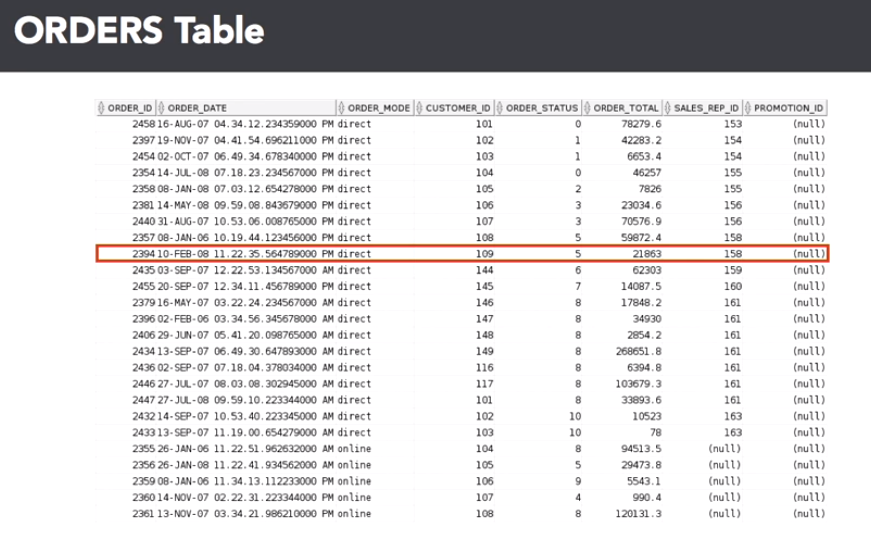 ORDERS Table
ORDER_ID ORDER_DATE ORDER_MODE CUSTOMER_ID ORDER_STATUS ORDER_TOTAL SALES_REP_ID PROMOTION_ID
2458 16-AUG-07 04.34.12.234359000 PM direct 101 0 78279.6 153 (null)
2397 19-NOV-07 04.41.54.696211000 PM direct 102 1 42283.2 154 (null)
2454 02-OCT-07 06.49.34.678340000 PM direct 103 1 6653.4 154 (null)
2354 14-JUL-08 07.18.23.234567000 AM direct 104 0 46257 155 (null)
2358 08-JAN-08 07.03.12.654278000 PM direct 105 2 7826 155 (null)
2381 14-MAY-08 09.59.08.843679000 PM direct 106 3 23034.6 156 (null)
2440 31-AUG-07 10.53.06.008765000 PM direct 107 3 70576.9 156 (null)
2357 08-JAN-06 10.19.44.123456000 PM direct 108 5 59872.4 158 (null)
2394 10-FEB-08 11.22.35.564789000 PM direct 109 5 21863 158 (null)
2435 03-SEP-07 12.22.53.134567000 AM direct 144 6 62303 159 (null)
2455 20-SEP-07 12.34.11.456789000 PM direct 145 7 14087.5 160 (null)
2379 16-MAY-07 03.22.24.234567000 AM direct 146 8 17848.2 161 (null)
2396 02-FEB-06 03.34.56.345678000 AM direct 147 8 34930 161 (null)
2406 29-JUN-07 05.41.20.098765000 AM direct 148 8 2854.2 161 (null)
2434 13-SEP-07 06.49.30.647893000 AM direct 149 8 268651.8 161 (null)
2436 02-SEP-07 07.18.04.378034000 AM direct 116 8 6394.8 161 (null)
2446 27-JUL-07 08.03.08.302945000 AM direct 117 8 103679.3 161 (null)
2447 27-JUL-08 09.59.10.223344000 AM direct 101 8 33893.6 161 (null)
2432 14-SEP-07 10.53.40.223345000 AM direct 102 10 10523 163 (null)
2433 13-SEP-07 11.19.00.654279000 AM direct 103 10 78 163 (null)
2355 26-JAN-06 11.22.51.962632000 AM online 104 8 94513.5 (null) (null)
2356 26-JAN-08 11.22.41.934562000 AM online 105 5 29473.8 (null) (null)
2359 08-JAN-06 11.34.13.112233000 PM online 106 9 5543.1 (null) (null)
2360 14-NOV-07 02.22.31.223344000 PM online 107 4 990.4 (null) (null)
2361 13-NOV-07 03.34.21.986210000 PM online 108 8 120131.3 (null) (null)